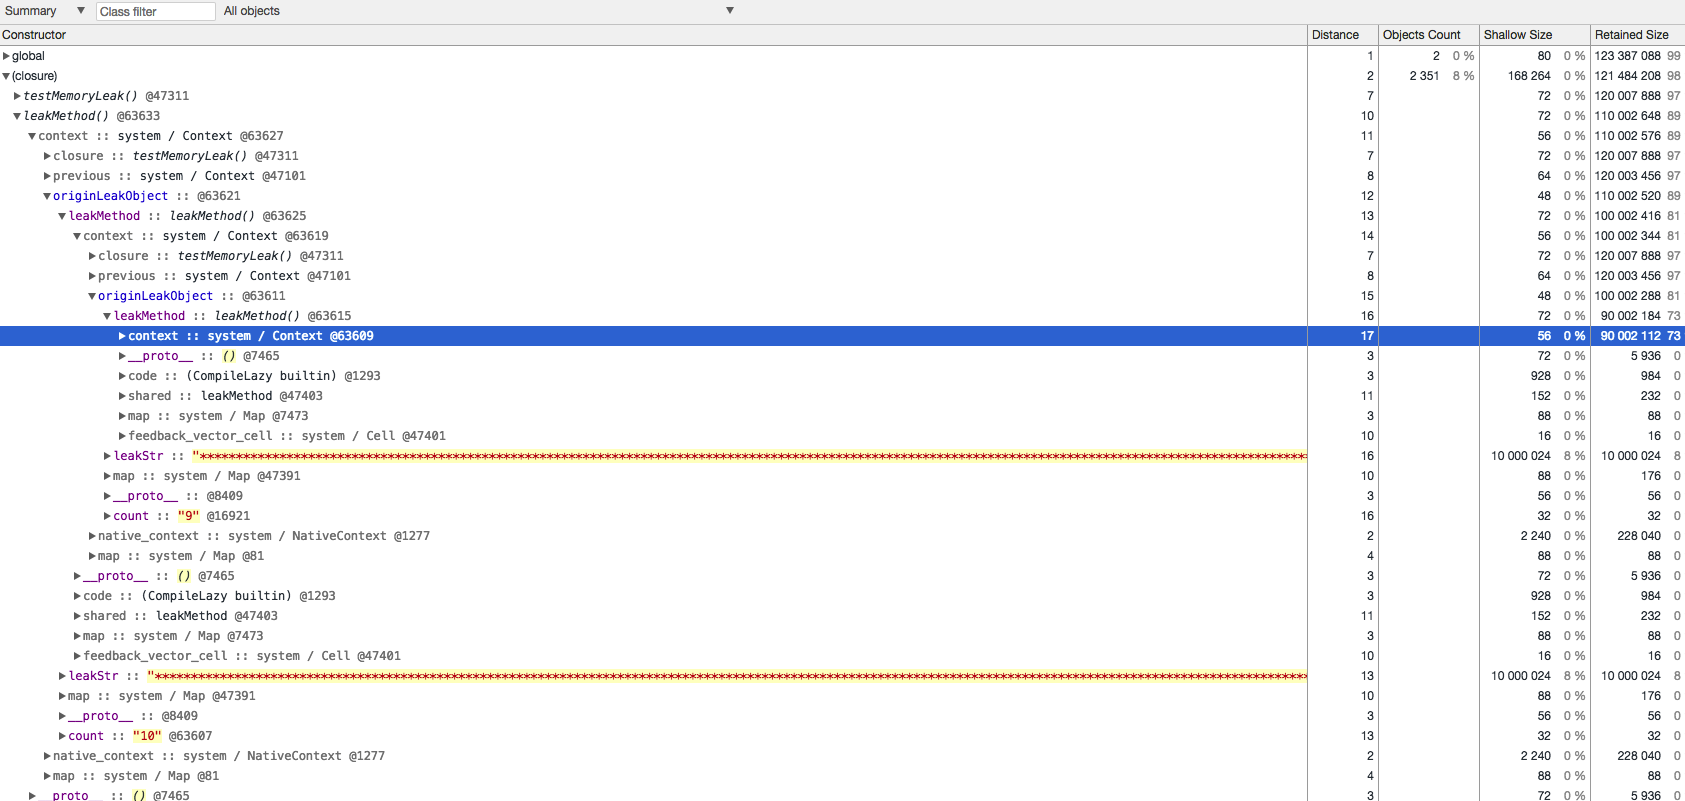 Summary ▼ Class filter All objects ▼
Constructor Distance Objects Count Shallow Size Retained Size
▶global 1 2 0 % 80 0 % 123 387 088 99
▼(closure) 2 2 351 8 % 168 264 0 % 121 484 208 98
▶testMemoryLeak() @47311 7 72 0 % 120 007 888 97
▼leakMethod() @63633 10 72 0 % 110 002 648 89
▼context :: system / Context @63627 11 56 0 % 110 002 576 89
▶closure :: testMemoryLeak() @47311 7 72 0 % 120 007 888 97
▶previous :: system / Context @47101 8 64 0 % 120 003 456 97
▼originLeakObject :: @63621 12 48 0 % 110 002 520 89
▼leakMethod :: leakMethod() @63625 13 72 0 % 100 002 416 81
▼context :: system / Context @63619 14 56 0 % 100 002 344 81
▶closure :: testMemoryLeak() @47311 7 72 0 % 120 007 888 97
▶previous :: system / Context @47101 8 64 0 % 120 003 456 97
▼originLeakObject :: @63611 15 48 0 % 100 002 288 81
▼leakMethod :: leakMethod() @63615 16 72 0 % 90 002 184 73
▶context :: system / Context @63609 17 56 0 % 90 002 112 73
▶__proto__ :: () @7465 3 72 0 % 5 936 0
▶code :: (CompileLazy builtin) @1293 3 928 0 % 984 0
▶shared :: leakMethod @47403 11 152 0 % 232 0
▶map :: system / Map @7473 3 88 0 % 88 0
▶feedback_vector_cell :: system / Cell @47401 10 16 0 % 16 0
▶leakStr :: "*************************************************************************************************************************************************** 16 10 000 024 8 % 10 000 024 8
▶map :: system / Map @47391 10 88 0 % 176 0
▶__proto__ :: @8409 3 56 0 % 56 0
▶count :: "9" @16921 16 32 0 % 32 0
▶native_context :: system / NativeContext @1277 2 2 240 0 % 228 040 0
▶map :: system / Map @81 4 88 0 % 88 0
▶__proto__ :: () @7465 3 72 0 % 5 936 0
▶code :: (CompileLazy builtin) @1293 3 928 0 % 984 0
▶shared :: leakMethod @47403 11 152 0 % 232 0
▶map :: system / Map @7473 3 88 0 % 88 0
▶feedback_vector_cell :: system / Cell @47401 10 16 0 % 16 0
▶leakStr :: "********************************************************************************************************************************************************* 13 10 000 024 8 % 10 000 024 8
▶map :: system / Map @47391 10 88 0 % 176 0
▶__proto__ :: @8409 3 56 0 % 56 0
▶count :: "10" @63607 13 32 0 % 32 0
▶native_context :: system / NativeContext @1277 2 2 240 0 % 228 040 0
▶map :: system / Map @81 4 88 0 % 88 0
▶__proto__ :: () @7465 3 72 0 % 5 936 0